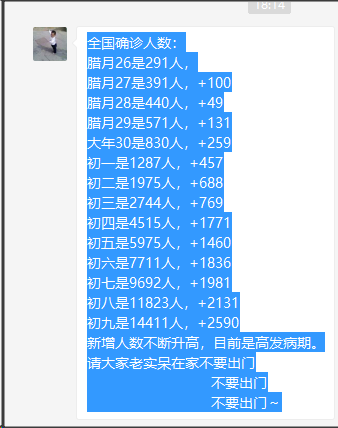 18:14
全国确诊人数：
腊月26是291人，
腊月27是391人，+100
腊月28是440人，+49
腊月29是571人，+131
大年30是830人，+259
初一是1287人，+457
初二是1975人，+688
初三是2744人，+769
初四是4515人，+1771
初五是5975人，+1460
初六是7711人，+1836
初七是9692人，+1981
初八是11823人，+2131
初九是14411人，+2590
新增人数不断升高，目前是高发病期。
请大家老实呆在家不要出门
不要出门
不要出门～